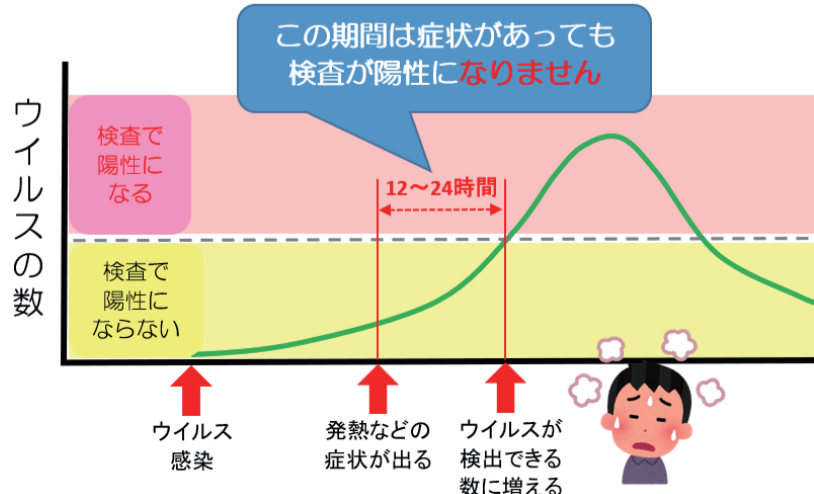 この期間は症状があっても
検査が陽性になりません
ウイルスの数
検査で
陽性に
なる
12～24時間
検査で
陽性に
ならない
ウイルス
感染
発熱などの
症状が出る
ウイルスが
検出できる
数に増える